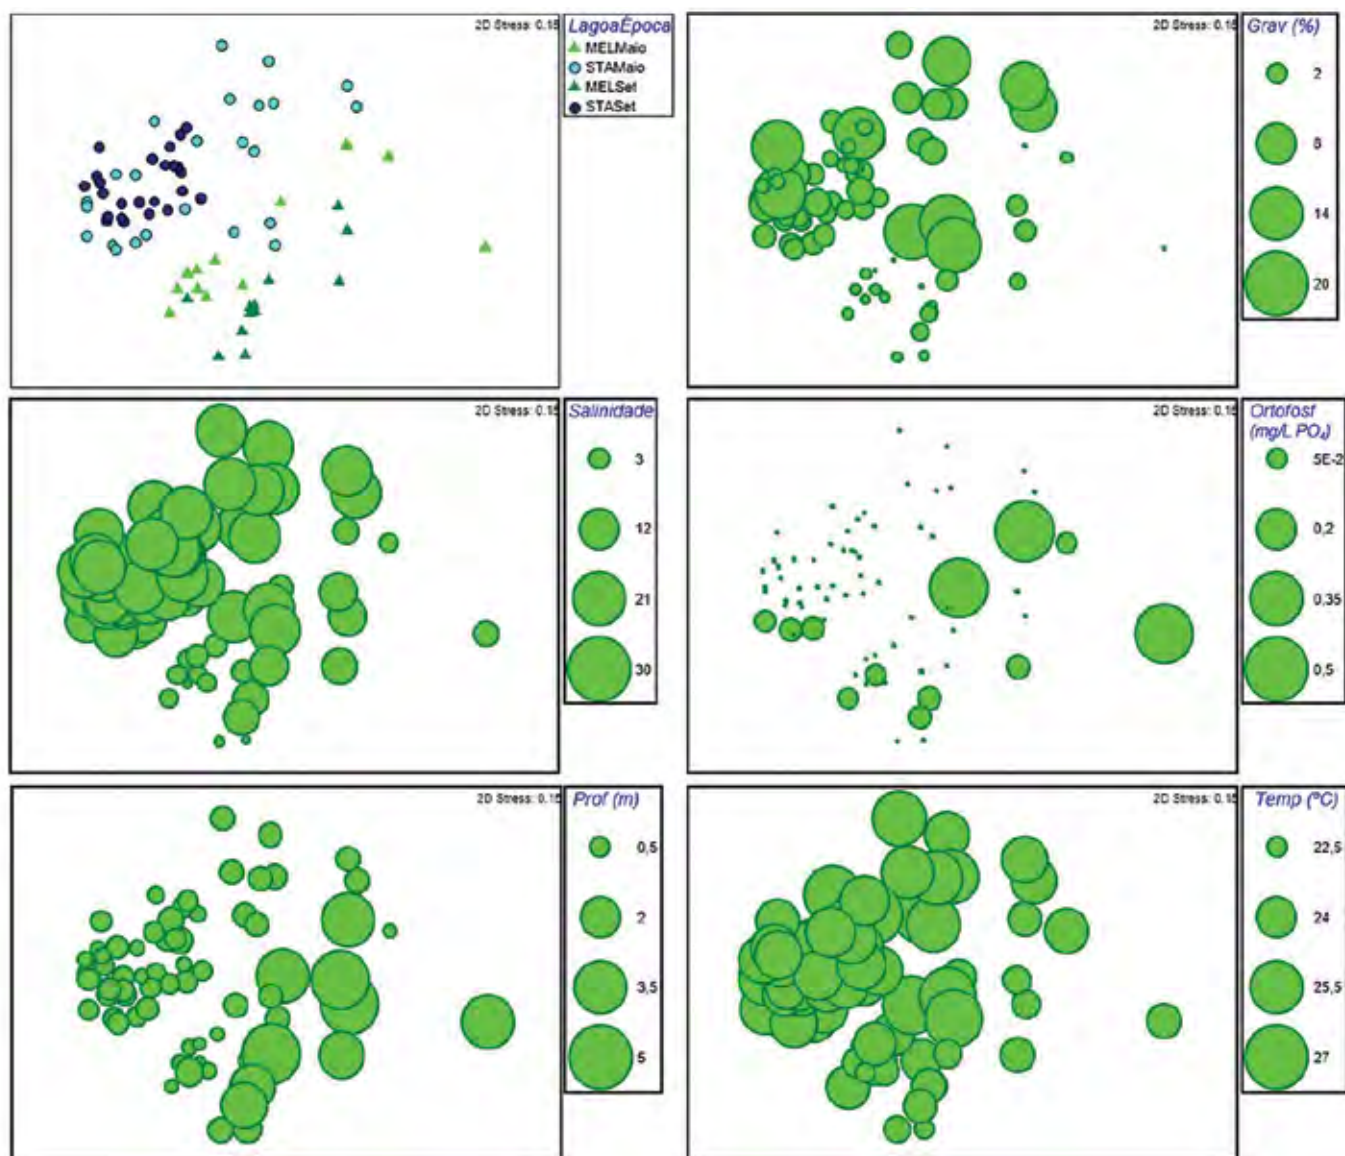 2D Stress: 0.15
LagoaÉpoca
MELMaio
STAMaio
MELSet
STASet
2D Stress: 0.15
Grav (%)
2
8
14
20
2D Stress: 0.15
Salinidade
3
12
21
30
2D Stress: 0.15
Ortofosf
(mg/L PO₄)
5E-2
0,2
0,35
0,5
2D Stress: 0.15
Prof (m)
0,5
2
3,5
5
2D Stress: 0.15
Temp (ºC)
22,5
24
25,5
27